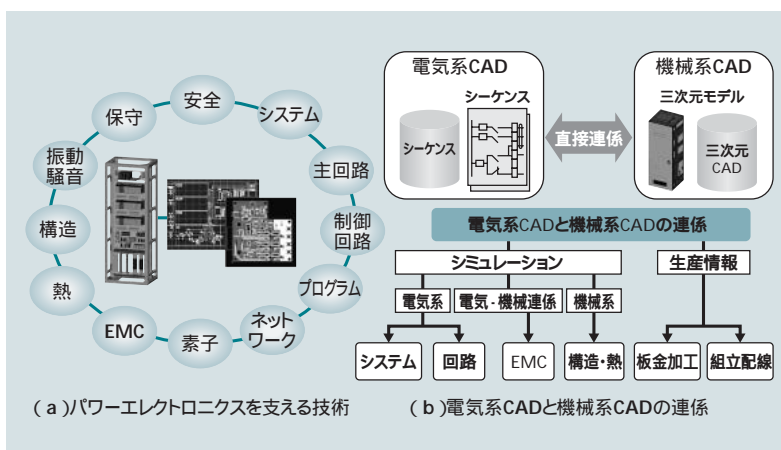 安全
システム
主回路
制御
回路
プログラム
ネット
ワーク
素子
EMC
熱
構造
振動
騒音
保守
(a)パワーエレクトロニクスを支える技術
電気系CAD
シーケンス
シーケンス
直接連係
機械系CAD
三次元モデル
三次元
CAD
電気系CADと機械系CADの連係
シミュレーション
生産情報
電気系
電気-機械連係
機械系
システム
回路
EMC
構造・熱
板金加工
組立配線
(b)電気系CADと機械系CADの連係